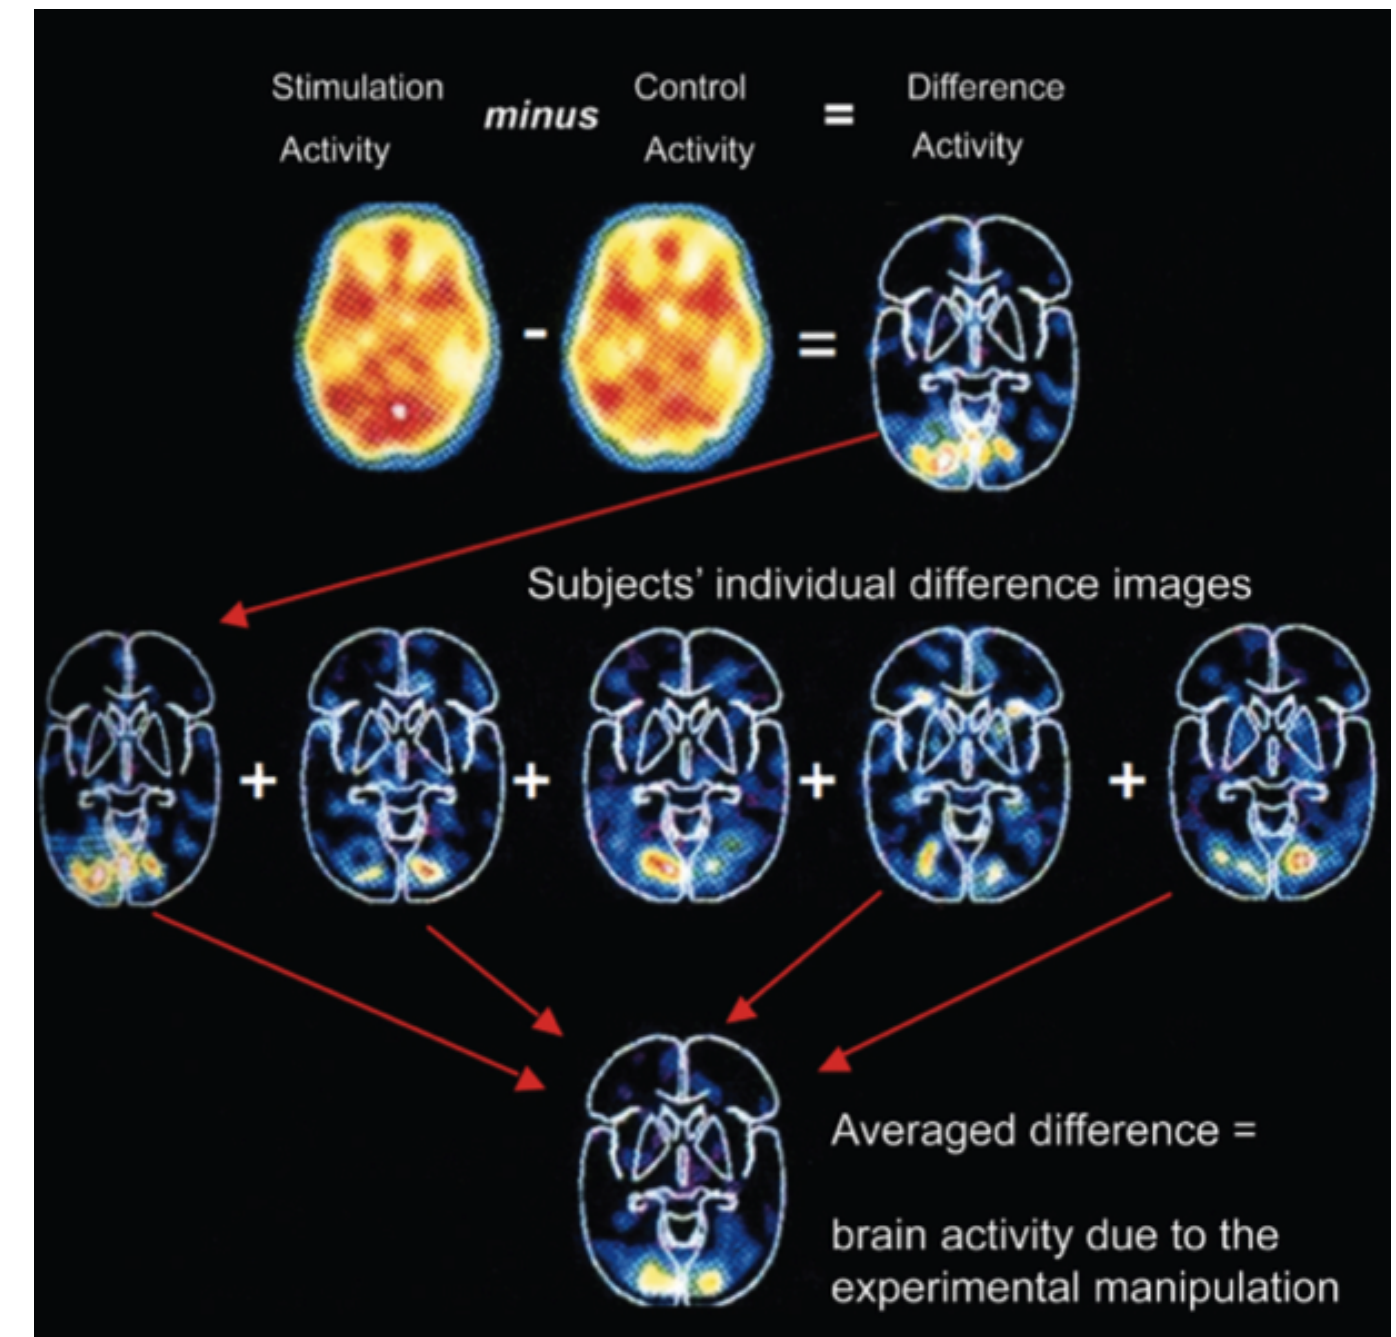 Stimulation minus Control = Difference
Activity Activity Activity
- =
Subjects' individual difference images
+ + + +
Averaged difference =
brain activity due to the
experimental manipulation